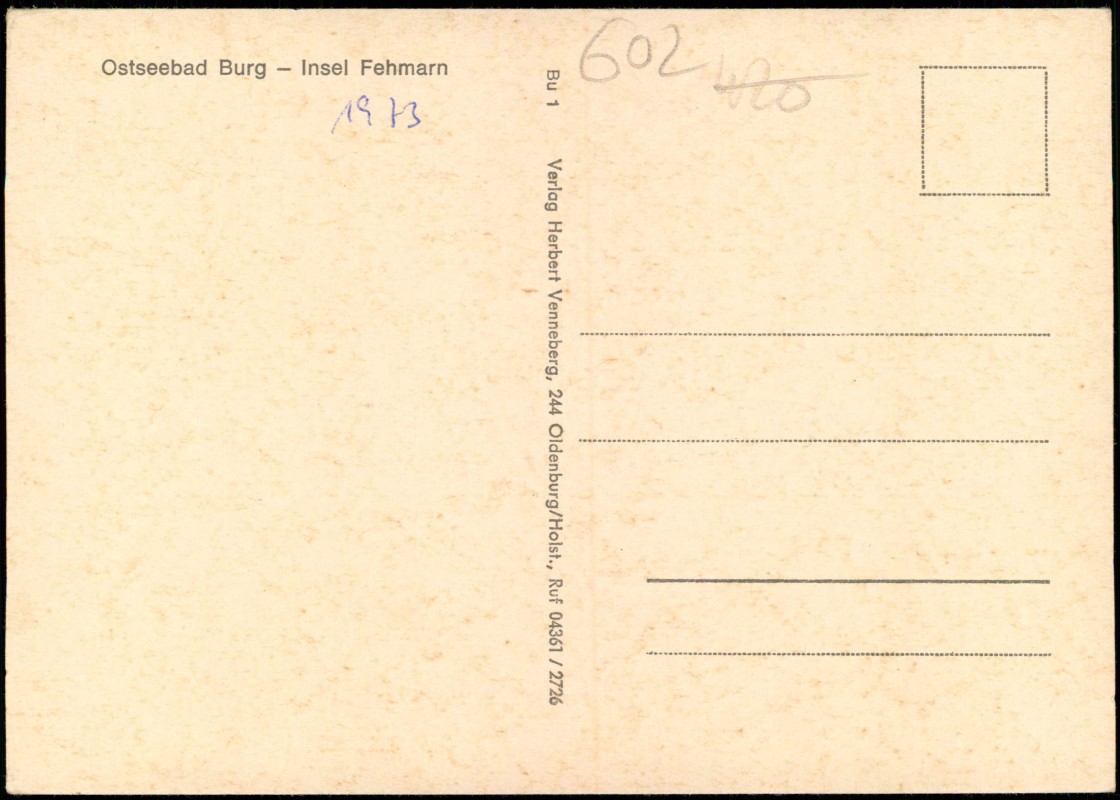 Ostseebad Burg – Insel Fehmarn
1973
Bu 1 Verlag Herbert Venneberg, 244 Oldenburg/Holst., Ruf 04361 / 2726
602
420